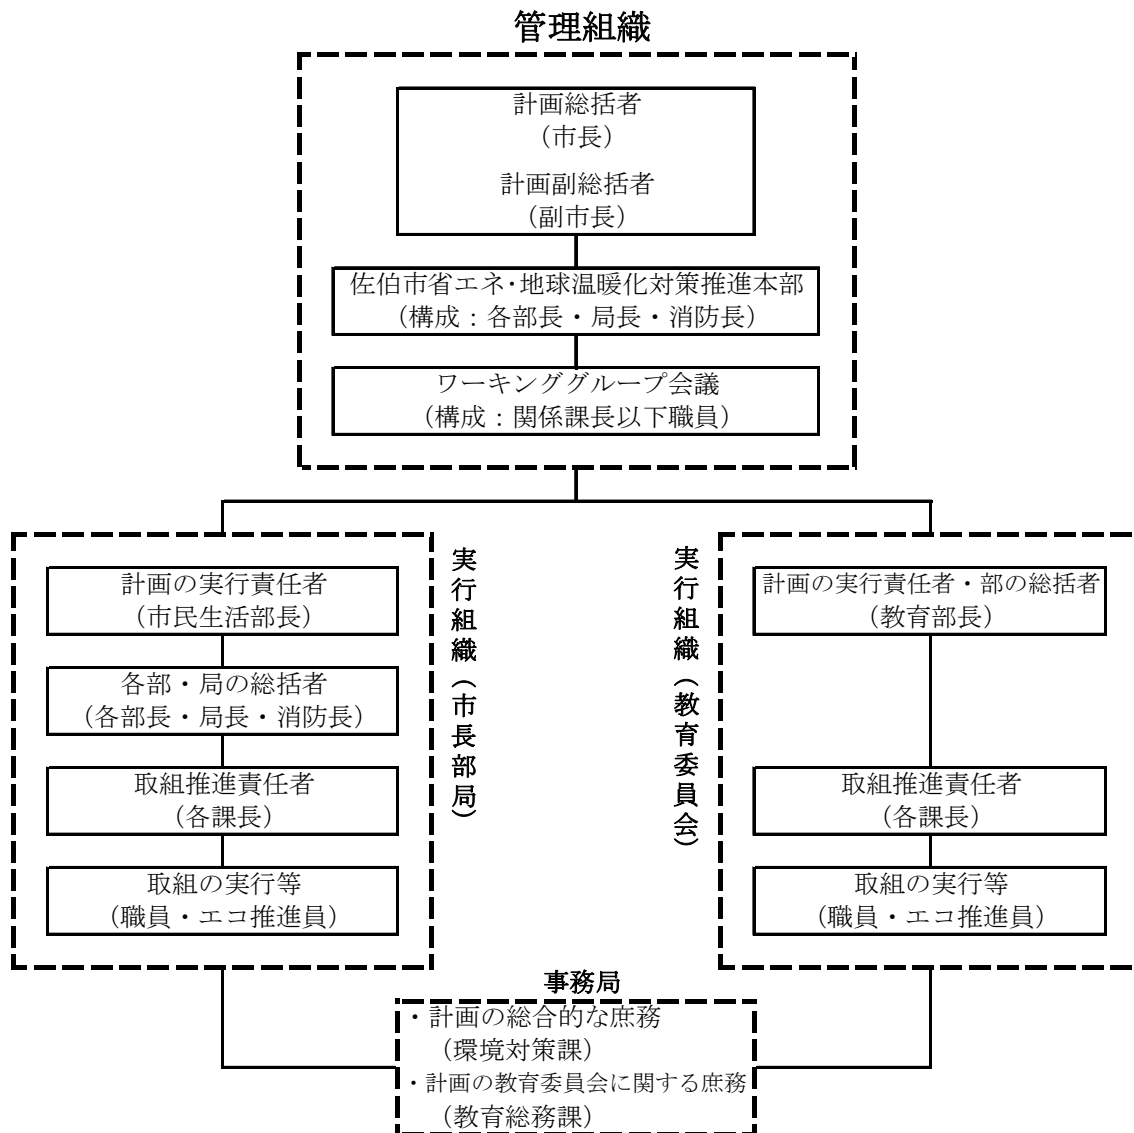 管理組織
計画総括者
(市長)
計画副総括者
(副市長)
佐伯市省エネ・地球温暖化対策推進本部
(構成:各部長・局長・消防長)
ワーキンググループ会議
(構成:関係課長以下職員)
実行組織(市長部局)
計画の実行責任者
(市民生活部長)
各部・局の総括者
(各部長・局長・消防長)
取組推進責任者
(各課長)
取組の実行等
(職員・エコ推進員)
実行組織(教育委員会)
計画の実行責任者・部の総括者
(教育部長)
取組推進責任者
(各課長)
取組の実行等
(職員・エコ推進員)
事務局
・計画の総合的な庶務
(環境対策課)
・計画の教育委員会に関する庶務
(教育総務課)